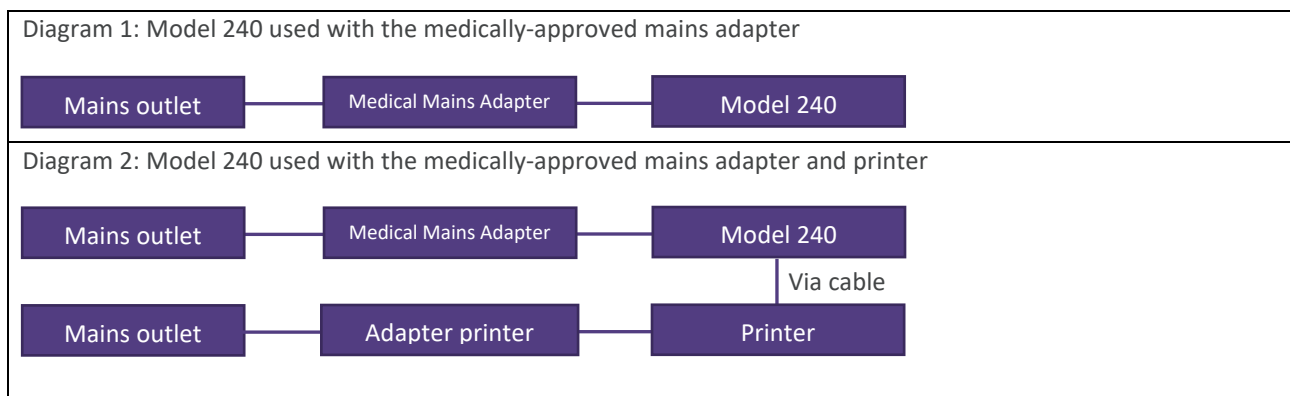 Diagram 1: Model 240 used with the medically-approved mains adapter
Mains outlet Medical Mains Adapter Model 240
Diagram 2: Model 240 used with the medically-approved mains adapter and printer
Mains outlet Medical Mains Adapter Model 240
Via cable
Mains outlet Adapter printer Printer